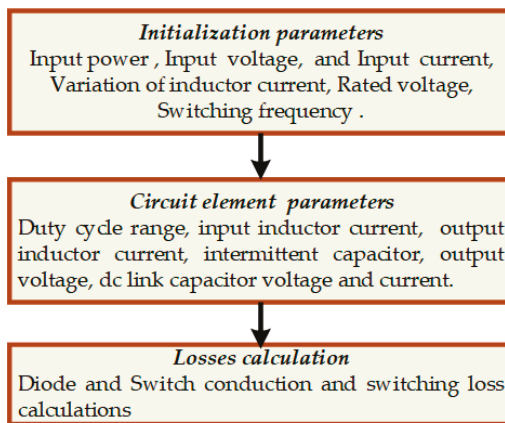 Initialization parameters
Input power , Input voltage, and Input current,
Variation of inductor current, Rated voltage,
Switching frequency .
Circuit element parameters
Duty cycle range, input inductor current, output
inductor current, intermittent capacitor, output
voltage, dc link capacitor voltage and current.
Losses calculation
Diode and Switch conduction and switching loss
calculations